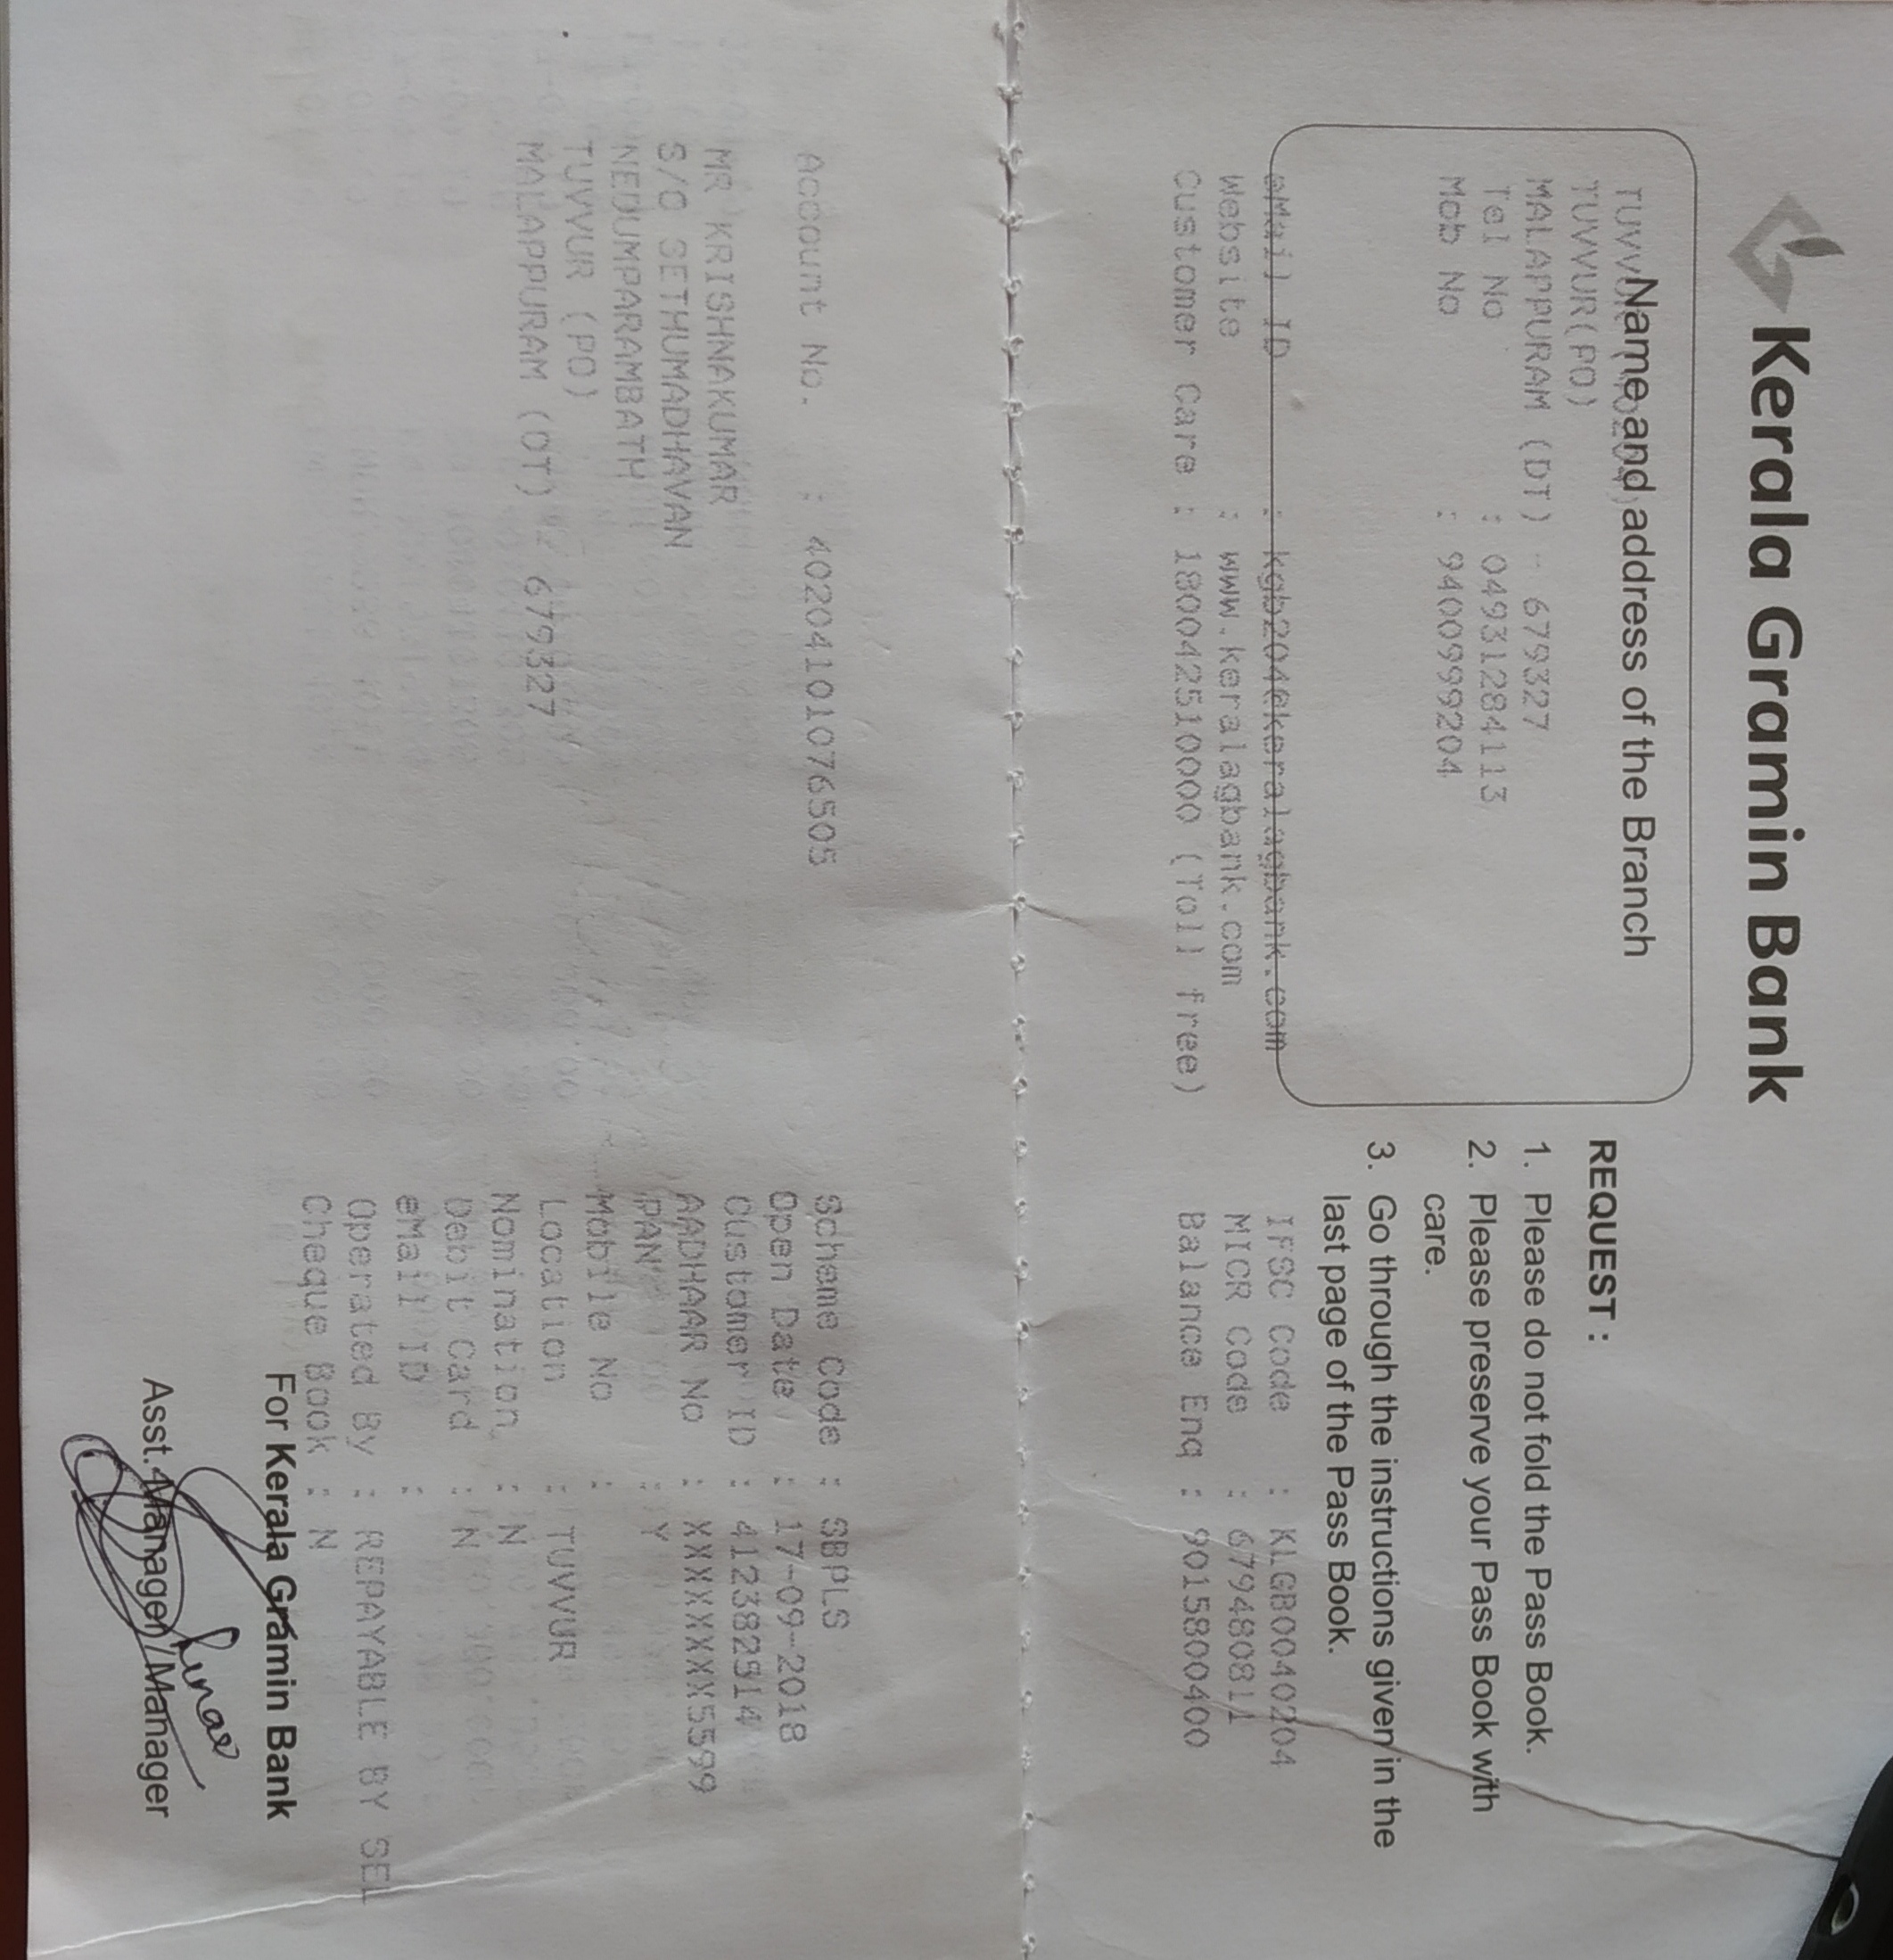 Kerala Gramin Bank
Name and address of the Branch
TUVVUR(PO)
MALAPPURAM (DT) - 679327
Tel No : 04931284113
Mob No : 9400999204
eMail ID : kgb204@keralagbank.com
Website : www.keralagbank.com
Customer Care : 180042510000 (Toll free)
REQUEST :
1. Please do not fold the Pass Book.
2. Please preserve your Pass Book with
care.
3. Go through the instructions given in the
last page of the Pass Book.
IFSC Code : KLGB0040204
MICR Code : 679480811
Balance Enq : 9015800400
Account No. : 40204101076505
MR KRISHNAKUMAR
S/O SETHUMADHAVAN
NEDUMPARAMBATH
TUVVUR (PO)
MALAPPURAM (DT) 679327
Scheme Code : SBPLS
Open Date : 17-09-2018
Customer ID : 412382514
AADHAAR No : XXXXXXXX5599
PAN : Y
Mobile No :
Location : TUVVUR
Nomination : N
Debit Card : N
eMail ID :
Operated By : REPAYABLE BY SEL
Cheque Book : N
For Kerala Gramin Bank
Asst. Manager/Manager